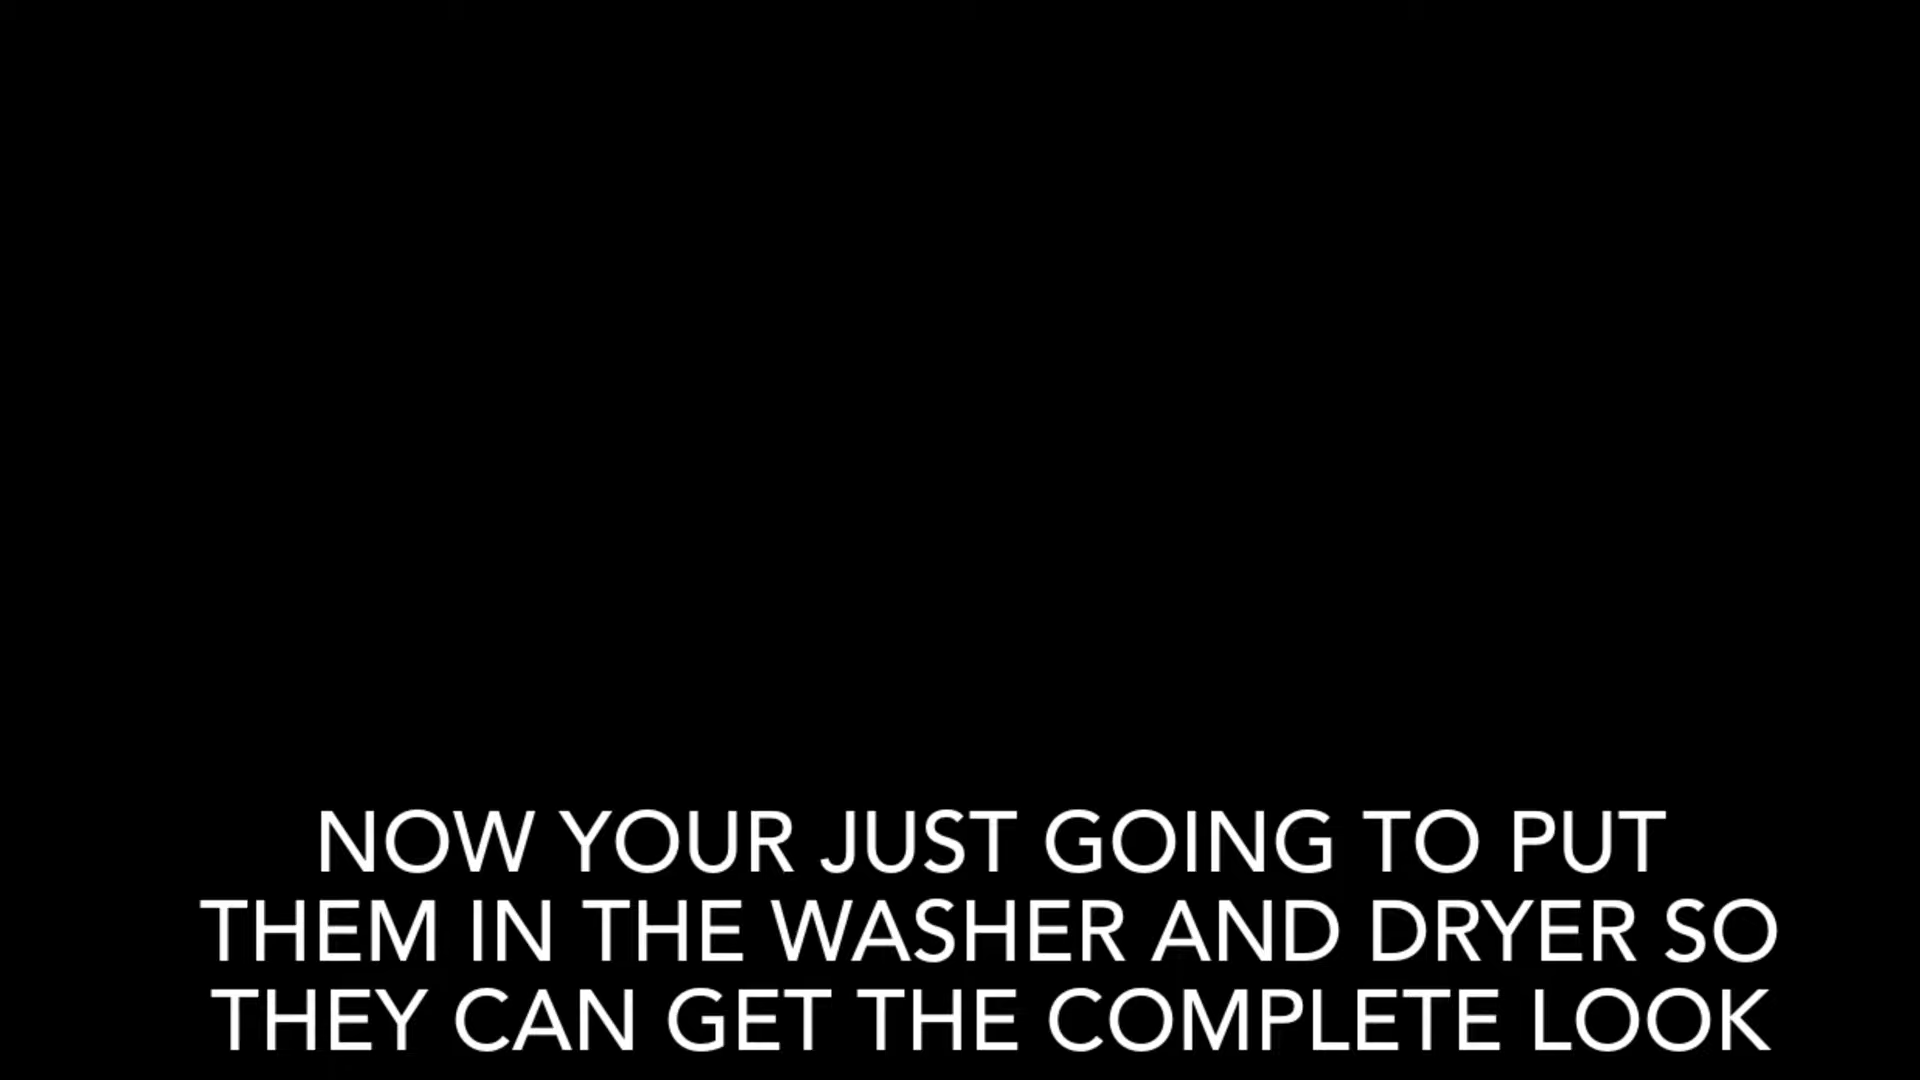 NOW YOUR JUST GOING TO PUT
THEM IN THE WASHER AND DRYER SO
THEY CAN GET THE COMPLETE LOOK